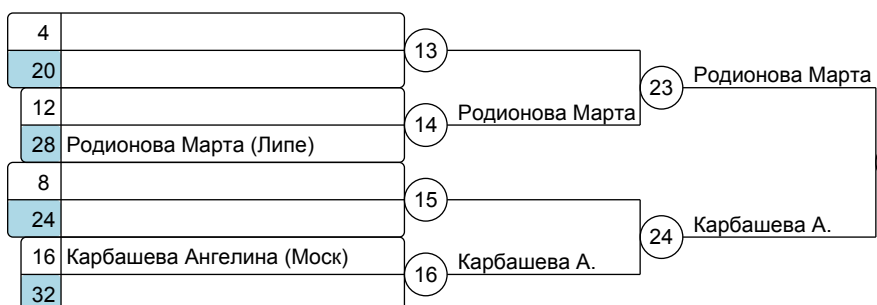 4
13
20
23 Родионова Марта
12
14 Родионова Марта
28 Родионова Марта (Липе)
8
15
24
24 Карбашева А.
16 Карбашева Ангелина (Моск)
16 Карбашева А.
32